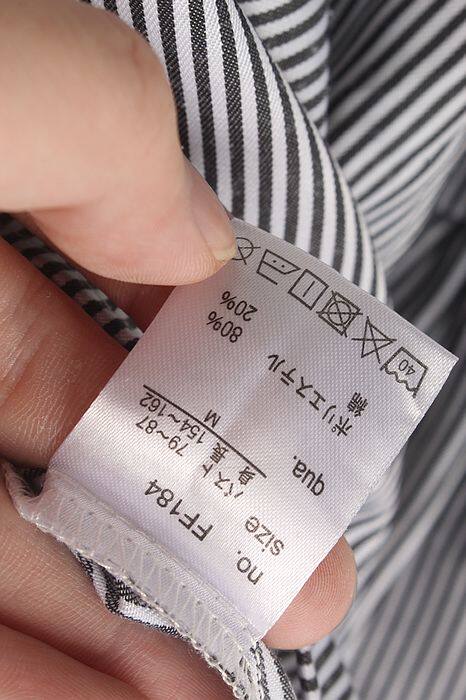 no. FF184
size M
バスト 79~87
身長 154~162
qua.
ポリエステル 80%
綿 20%
40